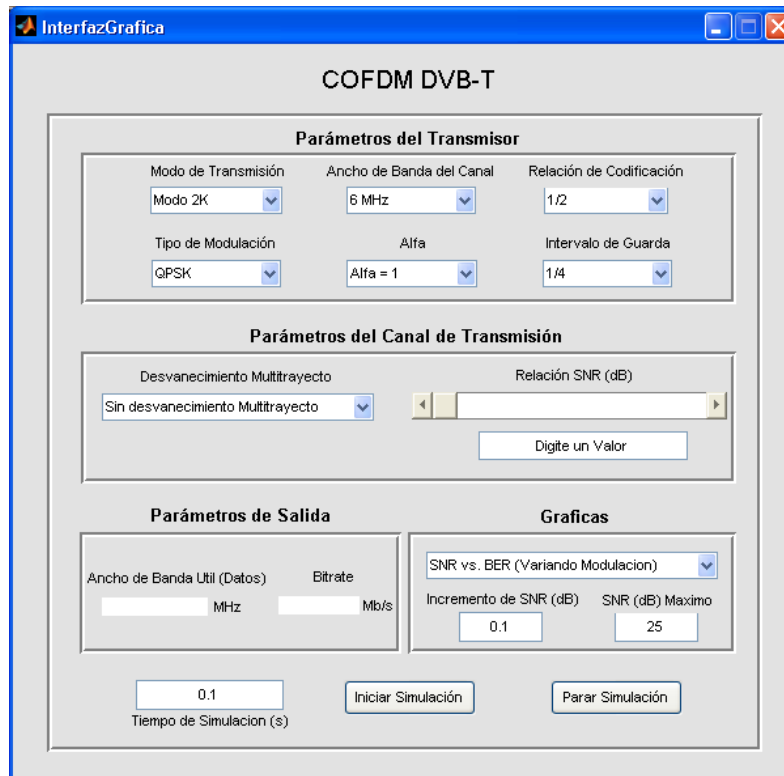 InterfazGrafica
COFDM DVB-T
Parámetros del Transmisor
Modo de Transmisión
Ancho de Banda del Canal
Relación de Codificación
Modo 2K
6 MHz
1/2
Tipo de Modulación
Alfa
Intervalo de Guarda
QPSK
Alfa = 1
1/4
Parámetros del Canal de Transmisión
Desvanecimiento Multitrayecto
Relación SNR (dB)
Sin desvanecimiento Multitrayecto
Digite un Valor
Parámetros de Salida
Graficas
SNR vs. BER (Variando Modulacion)
Ancho de Banda Util (Datos)
Bitrate
MHz
Mb/s
Incremento de SNR (dB)
SNR (dB) Maximo
0.1
25
0.1
Iniciar Simulación
Parar Simulación
Tiempo de Simulacion (s)